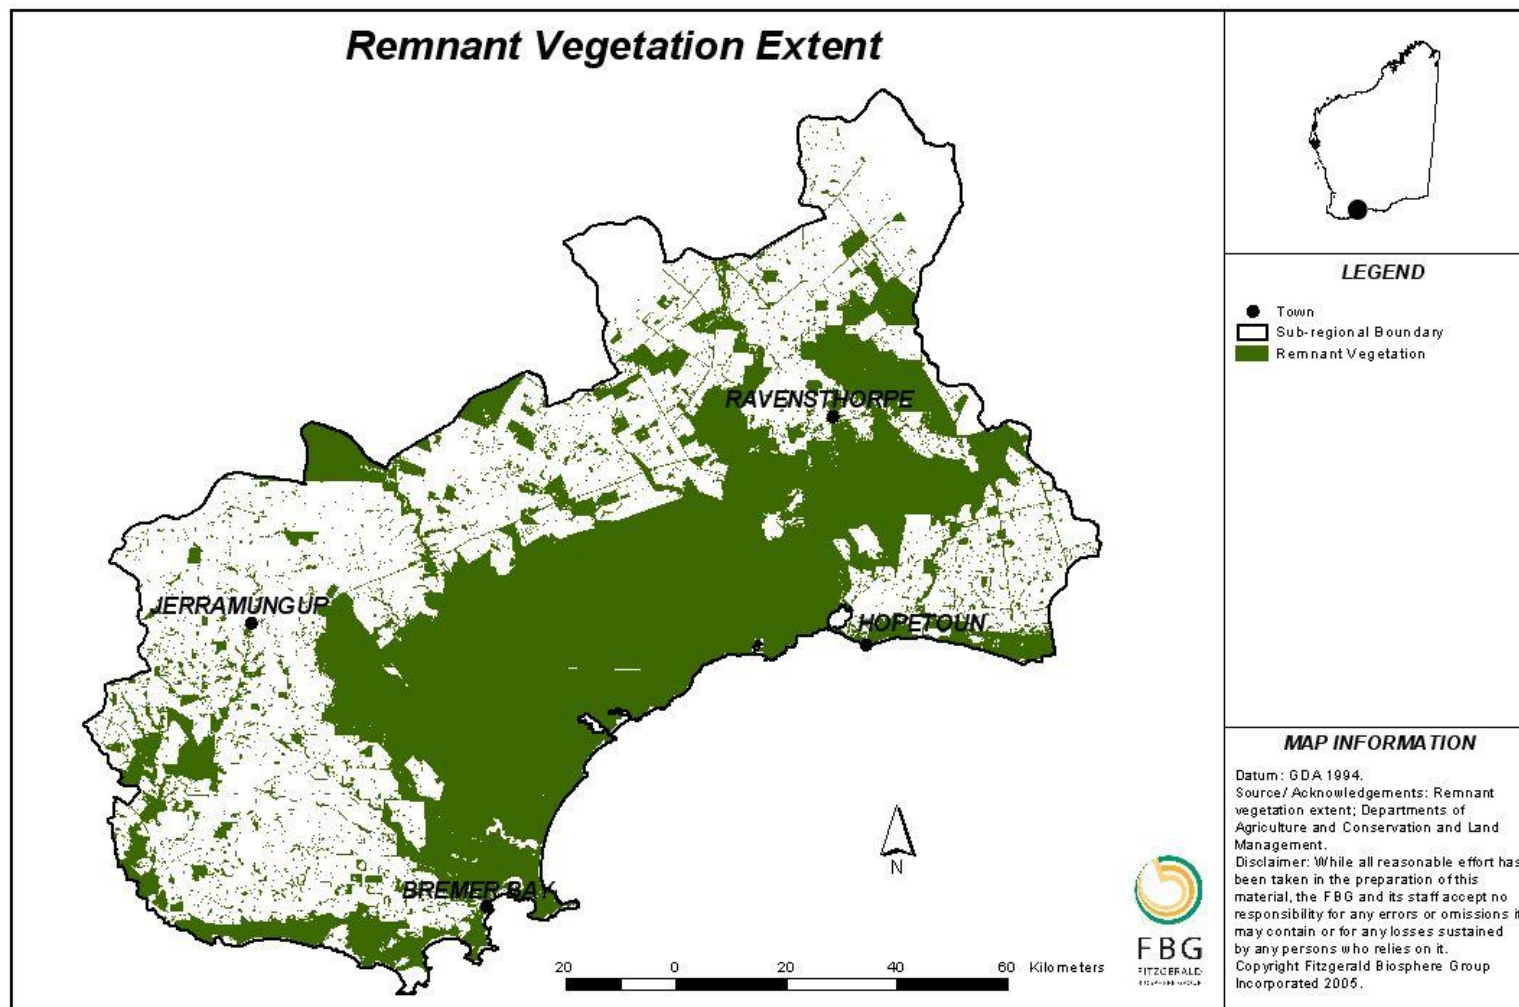 Remnant Vegetation Extent
RAVENSTHORPE
JERRAMUNGUP
HOPETOUN
BREMER BAY
N
20 0 20 40 60 Kilometers
FBG
FITZGERALD
BIOSPHERE GROUP
LEGEND
Town
Sub-regional Boundary
Remnant Vegetation
MAP INFORMATION
Datum: GDA 1994.
Source/ Acknowledgements: Remnant
vegetation extent; Departments of
Agriculture and Conservation and Land
Management.
Disclaimer: While all reasonable effort has
been taken in the preparation of this
material, the FBG and its staff accept no
responsibility for any errors or omissions it
may contain or for any losses sustained
by any persons who relies on it.
Copyright Fitzgerald Biosphere Group
Incorporated 2005.